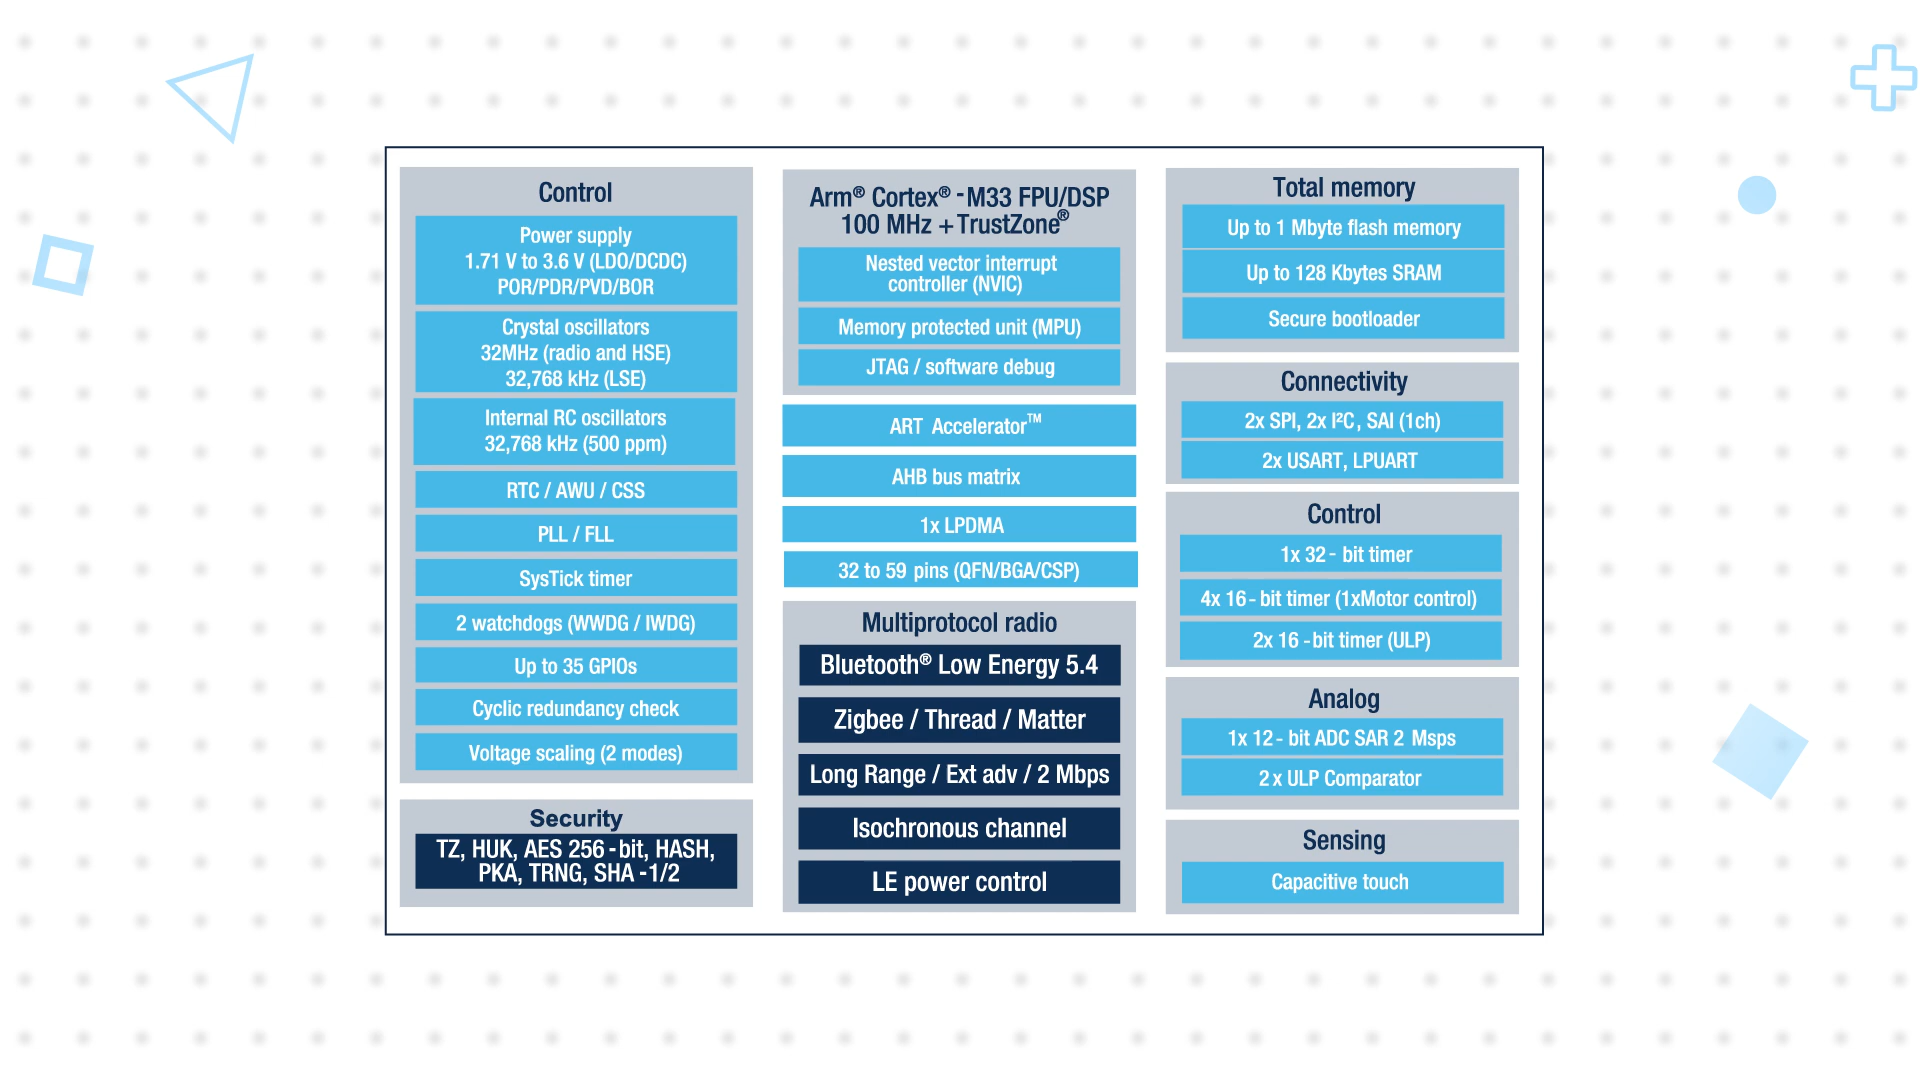 Control
Power supply
1.71 V to 3.6 V (LDO/DCDC)
POR/PDR/PVD/BOR
Crystal oscillators
32MHz (radio and HSE)
32,768 kHz (LSE)
Internal RC oscillators
32,768 kHz (500 ppm)
RTC / AWU / CSS
PLL / FLL
SysTick timer
2 watchdogs (WWDG / IWDG)
Up to 35 GPIOs
Cyclic redundancy check
Voltage scaling (2 modes)
Security
TZ, HUK, AES 256-bit, HASH,
PKA, TRNG, SHA-1/2
Arm® Cortex®-M33 FPU/DSP
100 MHz + TrustZone®
Nested vector interrupt
controller (NVIC)
Memory protected unit (MPU)
JTAG / software debug
ART Accelerator™
AHB bus matrix
1x LPDMA
32 to 59 pins (QFN/BGA/CSP)
Multiprotocol radio
Bluetooth® Low Energy 5.4
Zigbee / Thread / Matter
Long Range / Ext adv / 2 Mbps
Isochronous channel
LE power control
Total memory
Up to 1 Mbyte flash memory
Up to 128 Kbytes SRAM
Secure bootloader
Connectivity
2x SPI, 2x I²C, SAI (1ch)
2x USART, LPUART
Control
1x 32- bit timer
4x 16- bit timer (1xMotor control)
2x 16 -bit timer (ULP)
Analog
1x 12- bit ADC SAR 2 Msps
2x ULP Comparator
Sensing
Capacitive touch